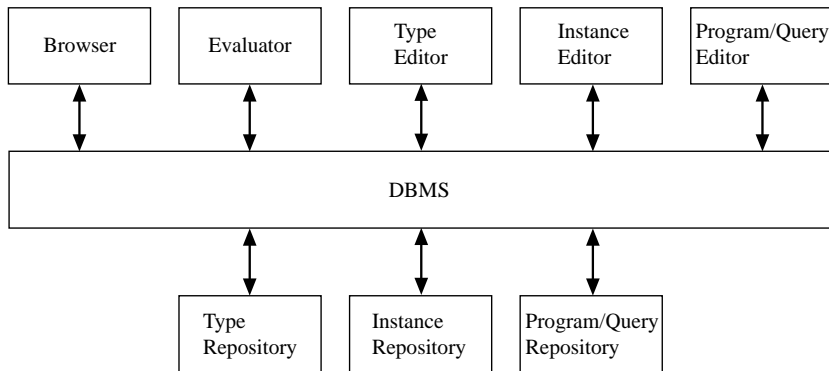 Browser
Evaluator
Type
Editor
Instance
Editor
Program/Query
Editor
DBMS
Type
Repository
Instance
Repository
Program/Query
Repository